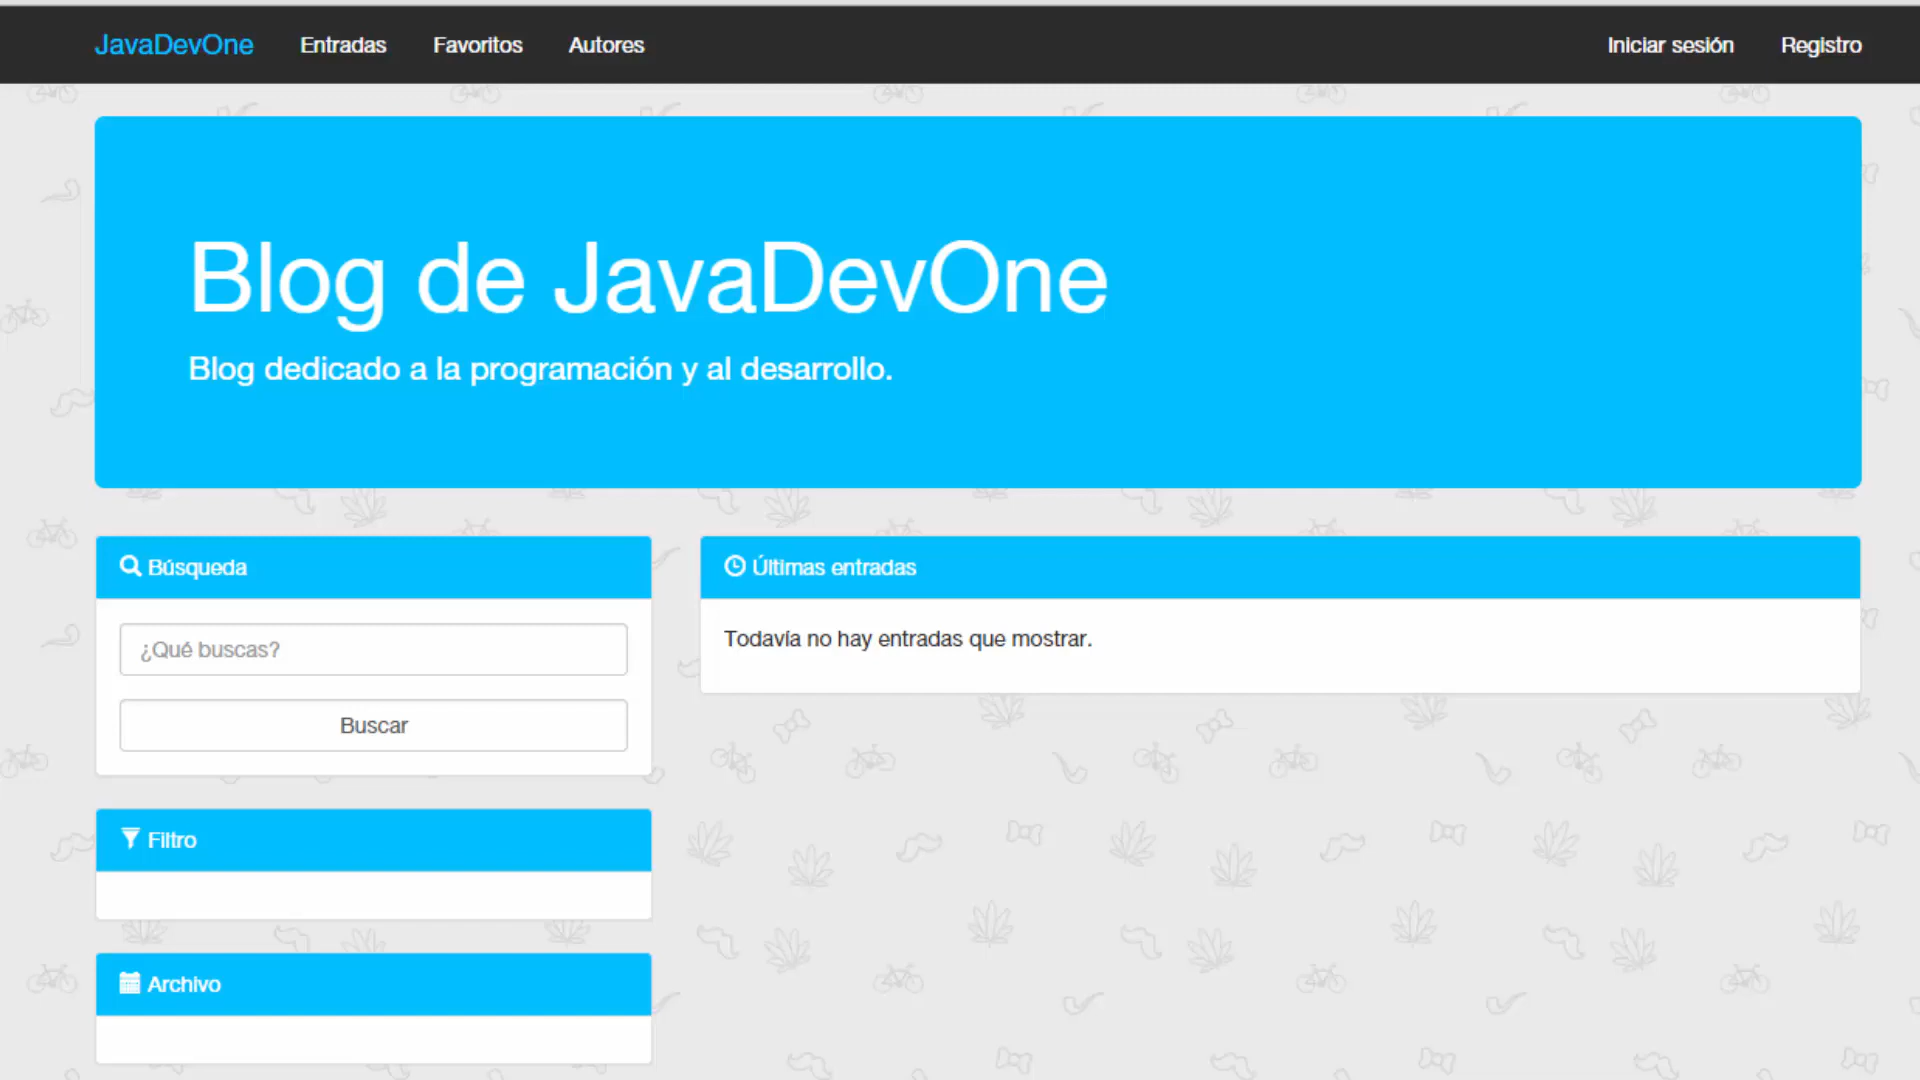 JavaDevOne Entradas Favoritos Autores Iniciar sesión Registro
Blog de JavaDevOne
Blog dedicado a la programación y al desarrollo.
Búsqueda
¿Qué buscas?
Buscar
Últimas entradas
Todavía no hay entradas que mostrar.
Filtro
Archivo